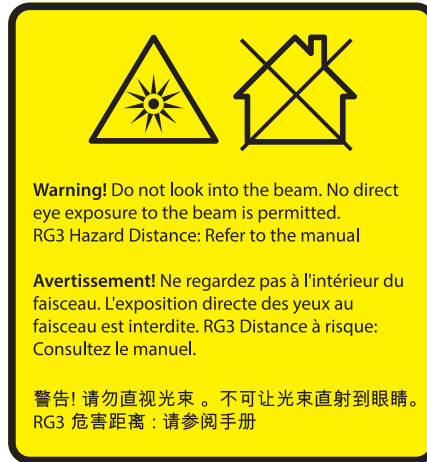 Warning! Do not look into the beam. No direct
eye exposure to the beam is permitted.
RG3 Hazard Distance: Refer to the manual
Avertissement! Ne regardez pas à l'intérieur du
faisceau. L'exposition directe des yeux au
faisceau est interdite. RG3 Distance à risque:
Consultez le manuel.
警告! 请勿直视光束 。不可让光束直射到眼睛。
RG3 危害距离 : 请参阅手册